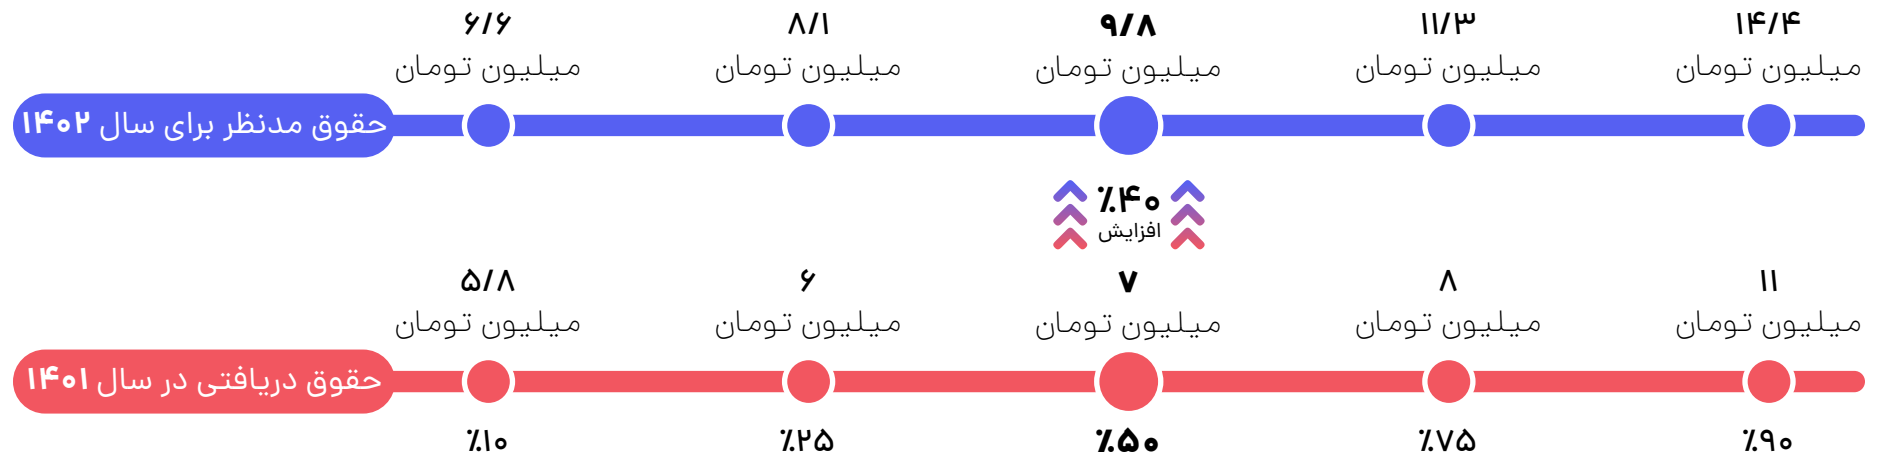 ۶/۶
میلیون تومان
۸/۱
میلیون تومان
۹/۸
میلیون تومان
۱۱/۳
میلیون تومان
۱۴/۴
میلیون تومان
حقوق مدنظر برای سال ۱۴۰۲
٪۴۰
افزایش
۵/۸
میلیون تومان
۶
میلیون تومان
۷
میلیون تومان
۸
میلیون تومان
۱۱
میلیون تومان
حقوق دریافتی در سال ۱۴۰۱
٪۱۰
٪۲۵
٪۵۰
٪۷۵
٪۹۰